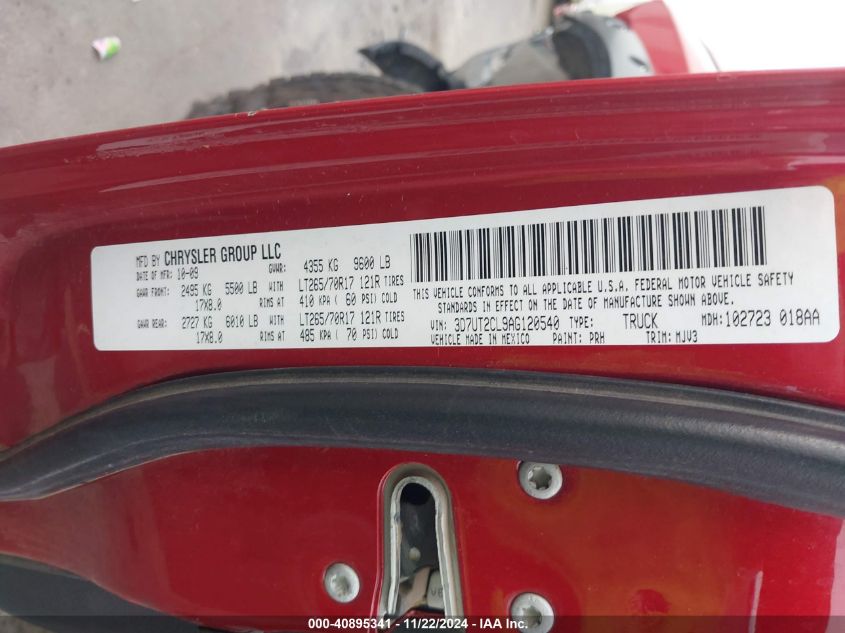 MFD BY CHRYSLER GROUP LLC
DATE OF MFR: 10-09 GVWR: 4355 KG 9600 LB
GAWR FRONT: 2495 KG 5500 LB WITH LT265/70R17 121R TIRES
17X8.0 RIMS AT 410 KPA ( 60 PSI) COLD
GAWR REAR: 2727 KG 6010 LB WITH LT265/70R17 121R TIRES
17X8.0 RIMS AT 485 KPA ( 70 PSI) COLD
THIS VEHICLE CONFORMS TO ALL APPLICABLE U.S.A. FEDERAL MOTOR VEHICLE SAFETY
STANDARDS IN EFFECT ON THE DATE OF MANUFACTURE SHOWN ABOVE.
VIN: 3D7UT2CL9AG120540 TYPE: TRUCK MDH: 102723 018AA
VEHICLE MADE IN MEXICO PAINT: PRH TRIM: MJV3
000-40895341 - 11/22/2024 - IAA Inc.